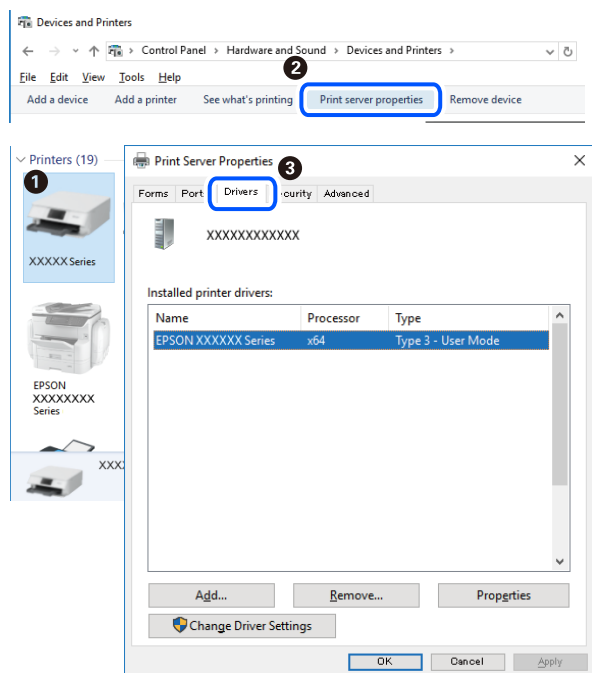 Devices and Printers
Control Panel > Hardware and Sound > Devices and Printers >
2
File Edit View Tools Help
Add a device Add a printer See what's printing Print server properties Remove device
Printers (19)
1
XXXXX Series
EPSON
XXXXXXXX
Series
XXX
Print Server Properties
3
Forms Port Drivers curity Advanced
XXXXXXXXXXXX
Installed printer drivers:
Name Processor Type
EPSON XXXXXX Series x64 Type 3 - User Mode
Add... Remove... Properties
Change Driver Settings
OK Cancel Apply